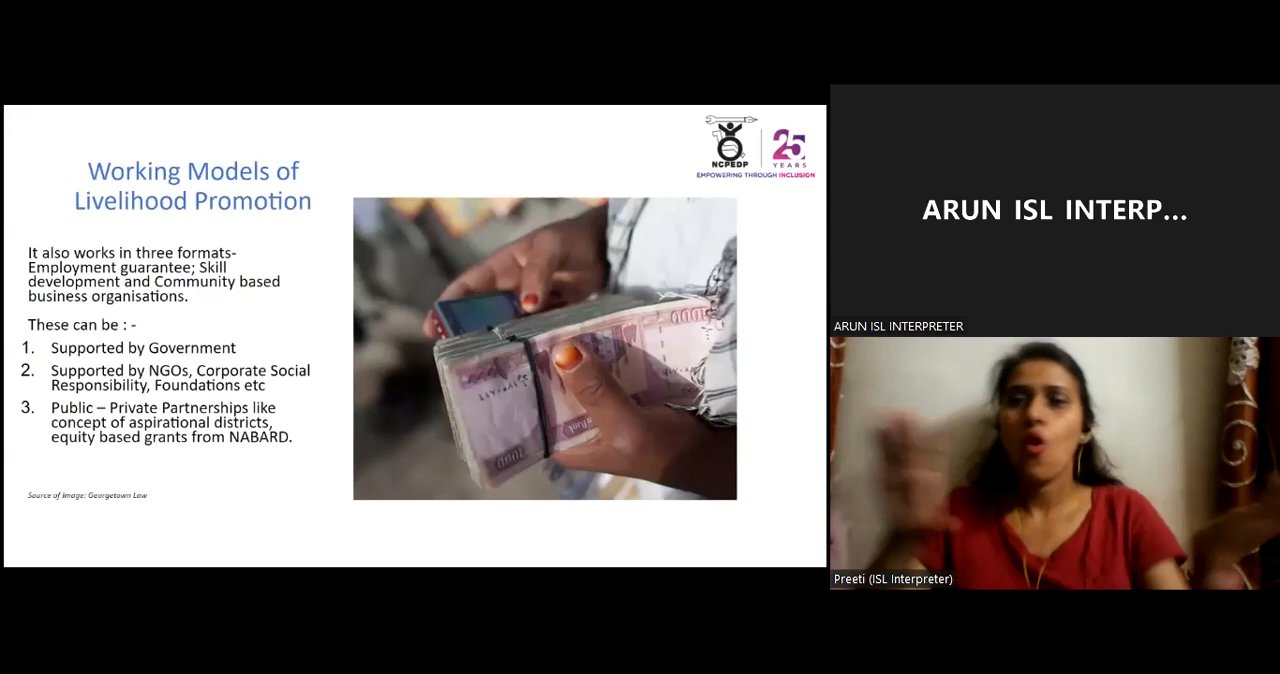 Working Models of
Livelihood Promotion
It also works in three formats-
Employment guarantee; Skill
development and Community based
business organisations.
These can be : -
1. Supported by Government
2. Supported by NGOs, Corporate Social
Responsibility, Foundations etc
3. Public – Private Partnerships like
concept of aspirational districts,
equity based grants from NABARD.
Source of Image: Georgetown Law
NCPEDP
25
YEARS
EMPOWERING THROUGH INCLUSION
1000
1000
ARUN ISL INTERP...
ARUN ISL INTERPRETER
Preeti (ISL Interpreter)